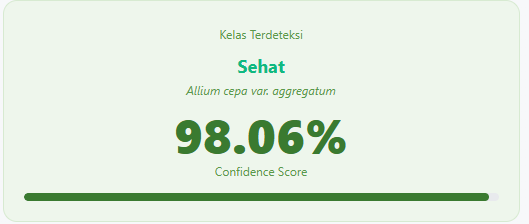 Kelas Terdeteksi
Sehat
Allium cepa var. aggregatum
98.06%
Confidence Score